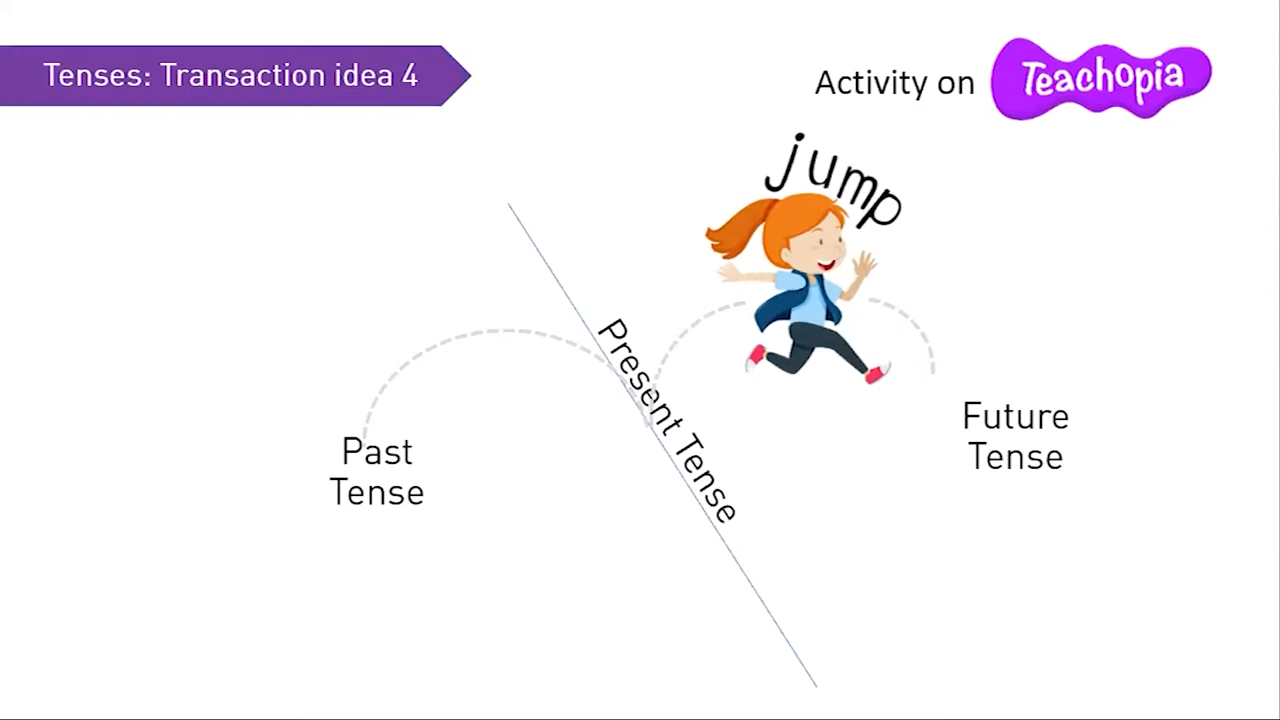 Tenses: Transaction idea 4
Activity on Teachopia
jump
Present Tense
Past
Tense
Future
Tense